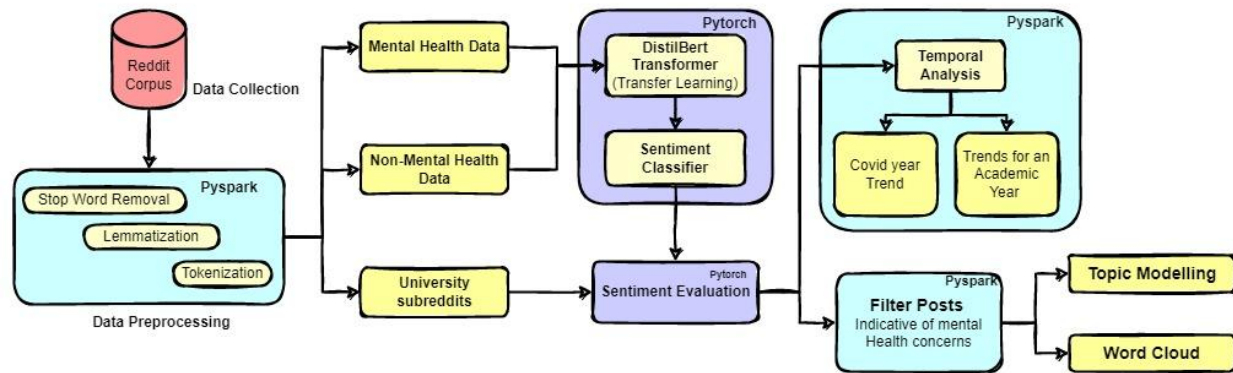 Reddit
Corpus
Data Collection
Pyspark
Stop Word Removal
Lemmatization
Tokenization
Data Preprocessing
Mental Health Data
Non-Mental Health
Data
University
subreddits
Pytorch
DistilBert
Transformer
(Transfer Learning)
Sentiment
Classifier
Pytorch
Sentiment Evaluation
Pyspark
Temporal
Analysis
Covid year
Trend
Trends for an
Academic
Year
Pyspark
Filter Posts
Indicative of mental
Health concerns
Topic Modelling
Word Cloud